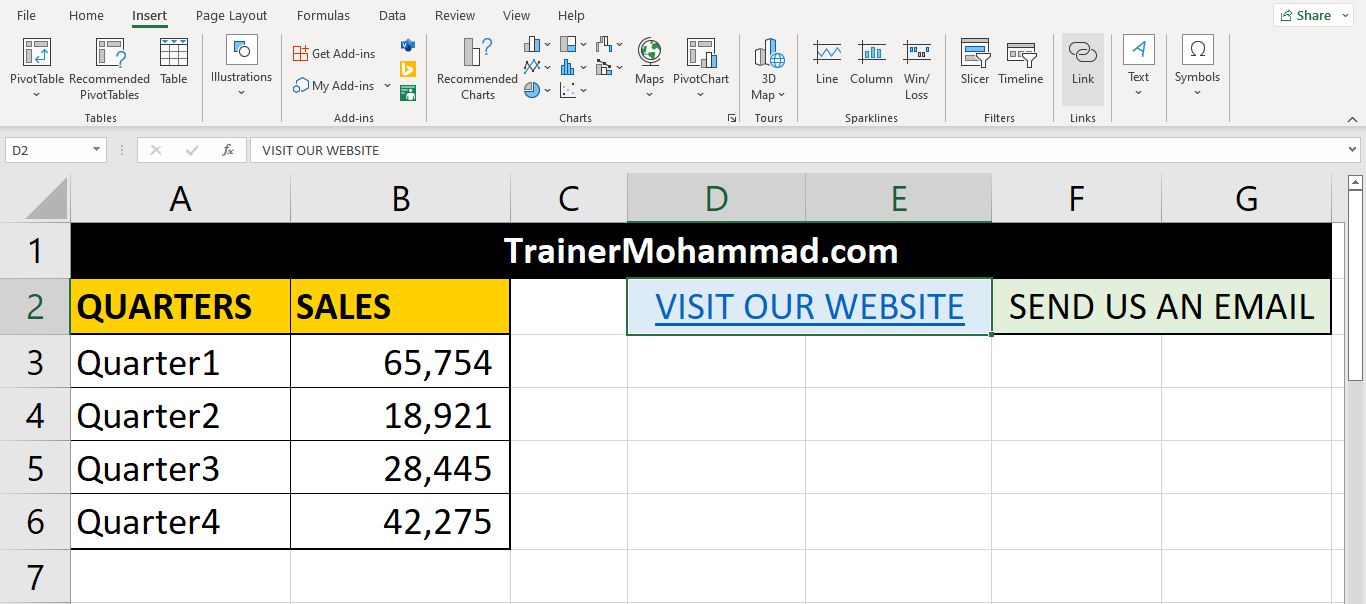 File Home Insert Page Layout Formulas Data Review View Help Share
PivotTable Recommended PivotTables Table
Tables
Illustrations
Get Add-ins
My Add-ins
Add-ins
Recommended Charts
Maps PivotChart
Charts
3D Map
Tours
Line Column Win/ Loss
Sparklines
Slicer Timeline
Filters
Link
Links
Text
Symbols
D2 fx VISIT OUR WEBSITE
A B C D E F G
1 TrainerMohammad.com
2 QUARTERS SALES VISIT OUR WEBSITE SEND US AN EMAIL
3 Quarter1 65,754
4 Quarter2 18,921
5 Quarter3 28,445
6 Quarter4 42,275
7